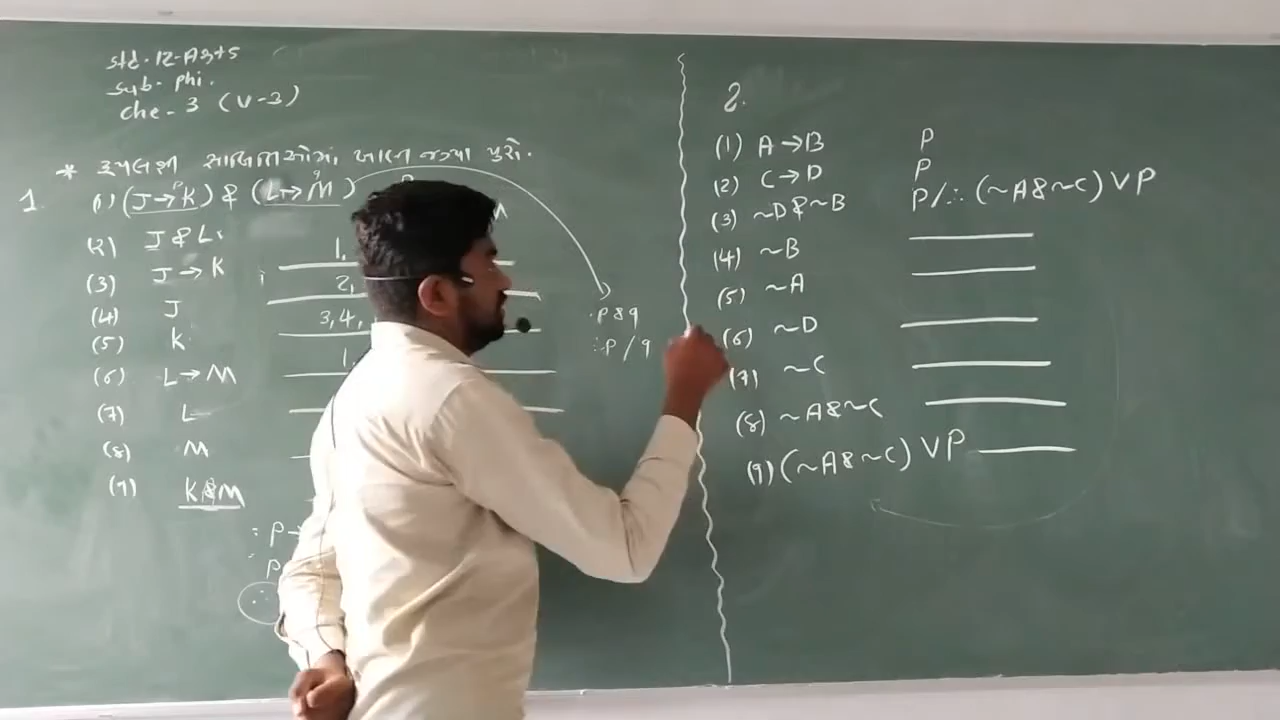 std. 12-Arts
sub. phi.
che - 3 (V-3)
* સાબિતીઓમાં ખાલી જગ્યા પુરો.
1.
(1) (J→K) & (L→M)
p
q
(2) J & L
1,
(3) J → K
2,
(4) J
3,4,
(5) K
1.
(6) L → M
(7) L
(8) M
(9) K & M
P →
P
∴
P & q
∴ P / q
2.
(1) A → B P
(2) C → D P
(3) ~D & ~B P/∴ (~A & ~C) V P
(4) ~B
(5) ~A
(6) ~D
(7) ~C
(8) ~A & ~C
(9) (~A & ~C) V P